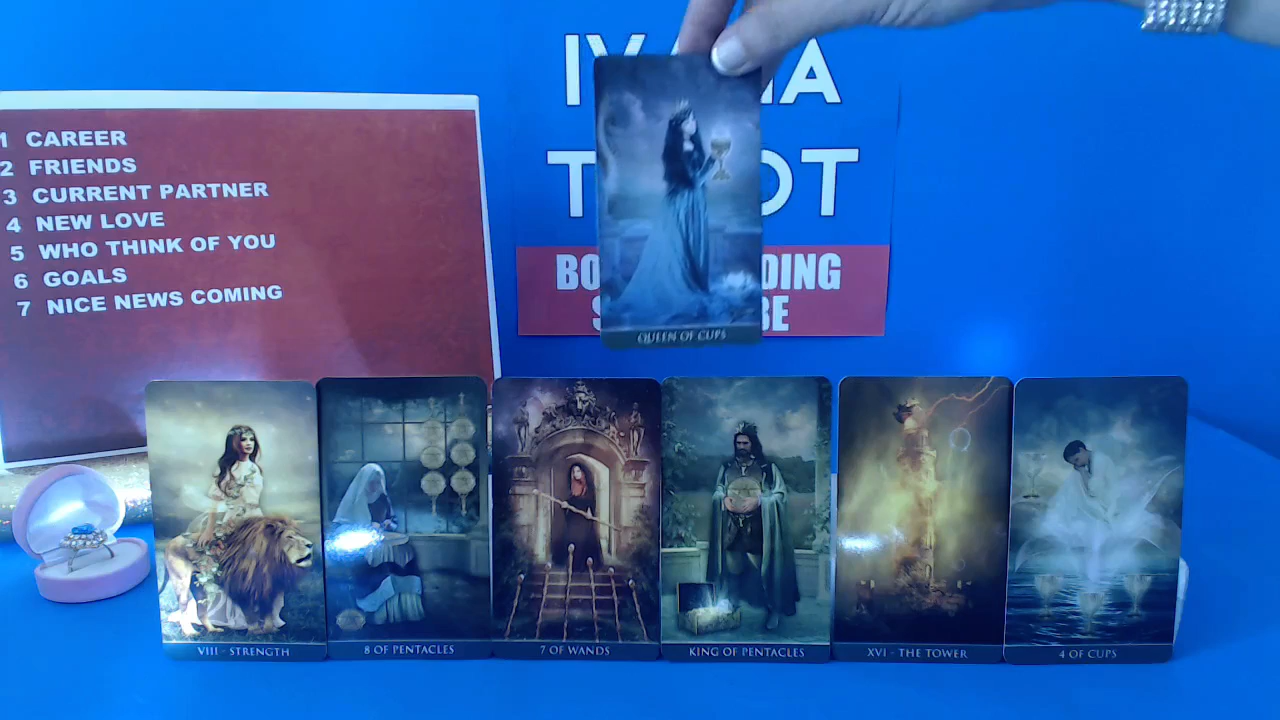 1 CAREER
2 FRIENDS
3 CURRENT PARTNER
4 NEW LOVE
5 WHO THINK OF YOU
6 GOALS
7 NICE NEWS COMING
QUEEN OF CUPS
VIII - STRENGTH
8 OF PENTACLES
7 OF WANDS
KING OF PENTACLES
XVI - THE TOWER
4 OF CUPS